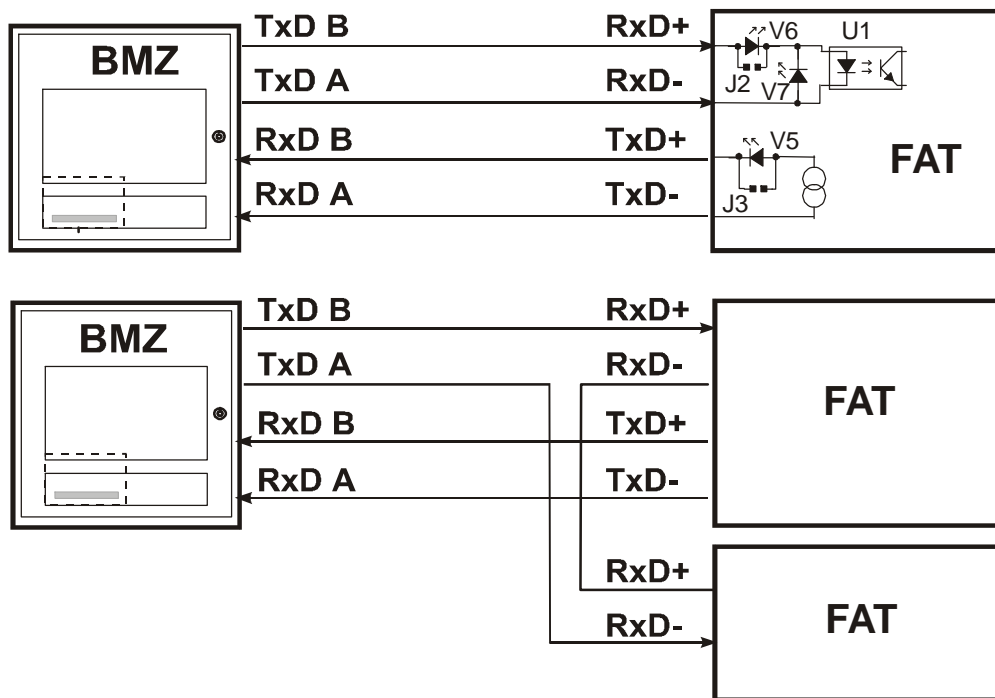 TxD B RxD+ V6 U1
BMZ
TxD A RxD- J2 V7
RxD B TxD+ V5
FAT
RxD A TxD- J3
TxD B RxD+
BMZ
TxD A RxD-
FAT
RxD B TxD+
RxD A TxD-
RxD+
FAT
RxD-